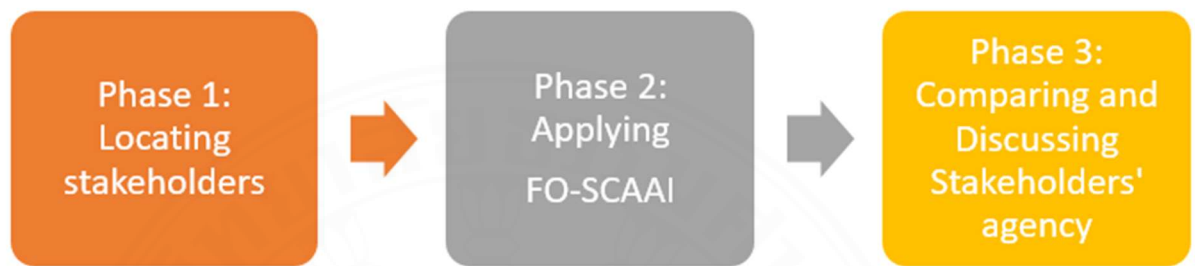 Phase 1:
Locating
stakeholders
Phase 2:
Applying
FO-SCAAI
Phase 3:
Comparing and
Discussing
Stakeholders'
agency